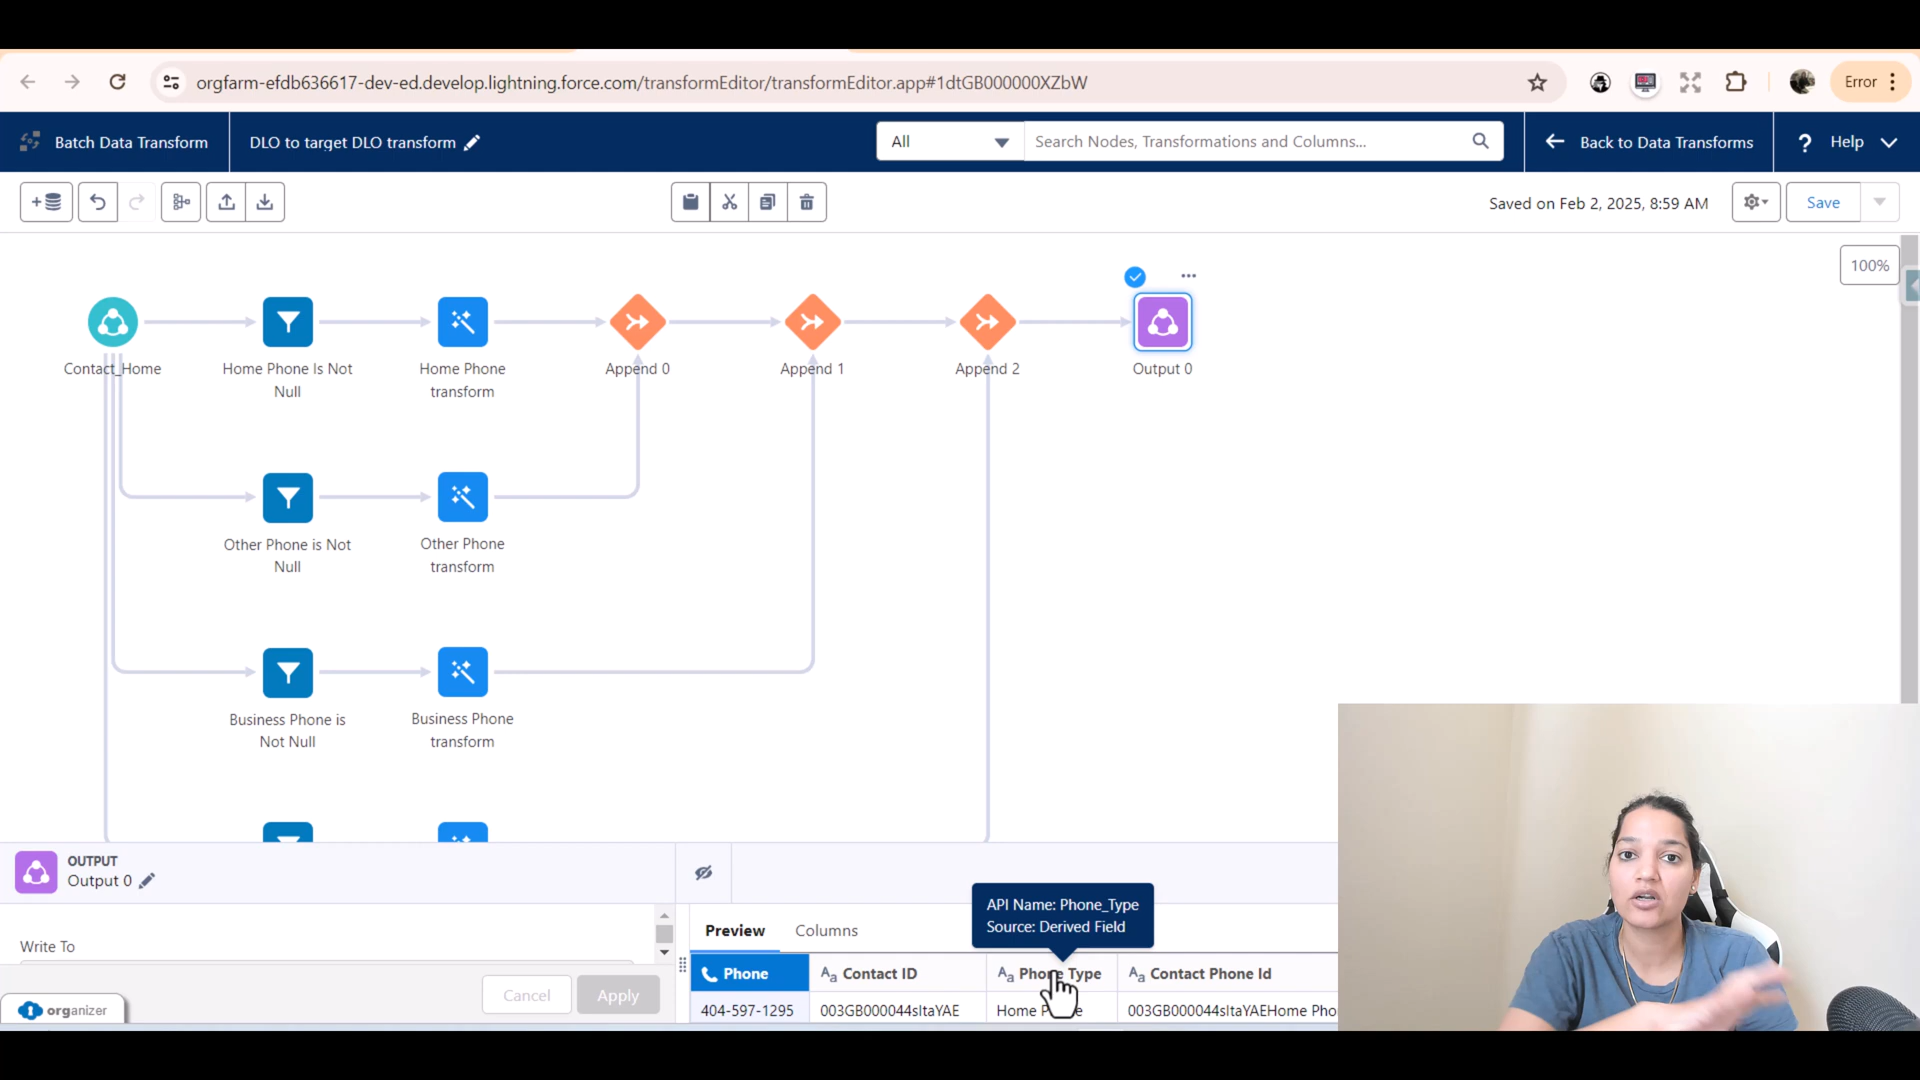 orgfarm-efdb636617-dev-ed.develop.lightning.force.com/transformEditor/transformEditor.app#1dtGB000000XZbW
Error
Batch Data Transform
DLO to target DLO transform
All
Search Nodes, Transformations and Columns...
Back to Data Transforms
? Help
Saved on Feb 2, 2025, 8:59 AM
Save
100%
Contact_Home
Home Phone Is Not
Null
Home Phone
transform
Append 0
Append 1
Append 2
Output 0
Other Phone is Not
Null
Other Phone
transform
Business Phone is
Not Null
Business Phone
transform
OUTPUT
Output 0
API Name: Phone_Type
Source: Derived Field
Write To
Preview
Columns
Cancel
Apply
Phone
Aa Contact ID
Aa Phone Type
Aa Contact Phone Id
404-597-1295
003GB000044sItaYAE
Home
003GB000044sItaYAEHome Pho
organizer